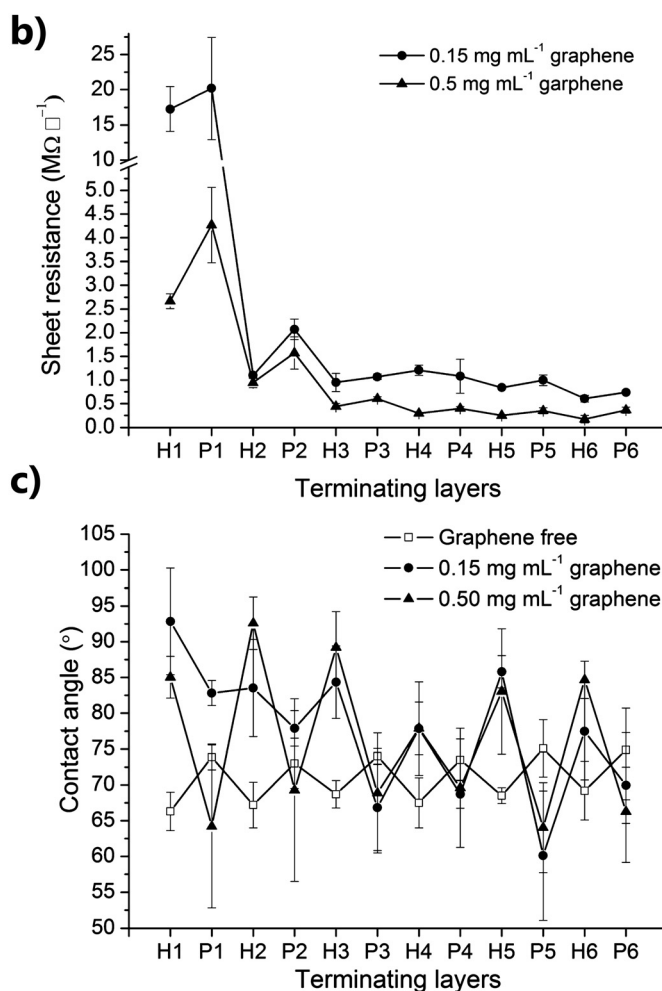 b)
25
20
15
10
5.0
4.5
4.0
3.5
3.0
2.5
2.0
1.5
1.0
0.5
0.0
Sheet resistance (MΩ □⁻¹)
0.15 mg mL⁻¹ graphene
0.5 mg mL⁻¹ garphene
H1 P1 H2 P2 H3 P3 H4 P4 H5 P5 H6 P6
Terminating layers
c)
105
100
95
90
85
80
75
70
65
60
55
50
Contact angle (°)
Graphene free
0.15 mg mL⁻¹ graphene
0.50 mg mL⁻¹ graphene
H1 P1 H2 P2 H3 P3 H4 P4 H5 P5 H6 P6
Terminating layers